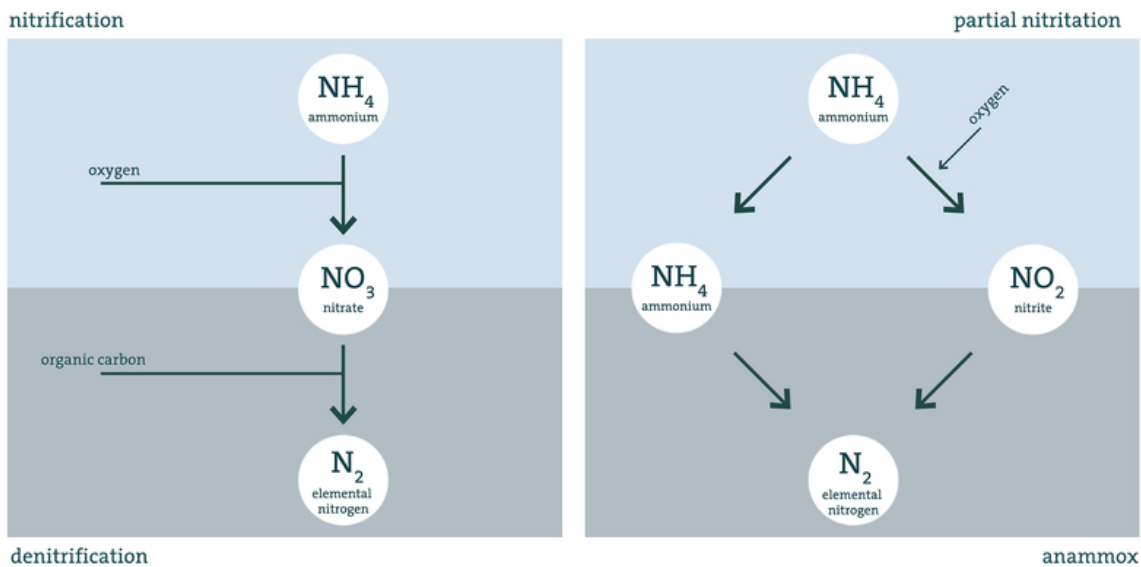 nitrification
NH4
ammonium
oxygen
NO3
nitrate
organic carbon
N2
elemental
nitrogen
denitrification
partial nitritation
NH4
ammonium
oxygen
NH4
ammonium
NO2
nitrite
N2
elemental
nitrogen
anammox